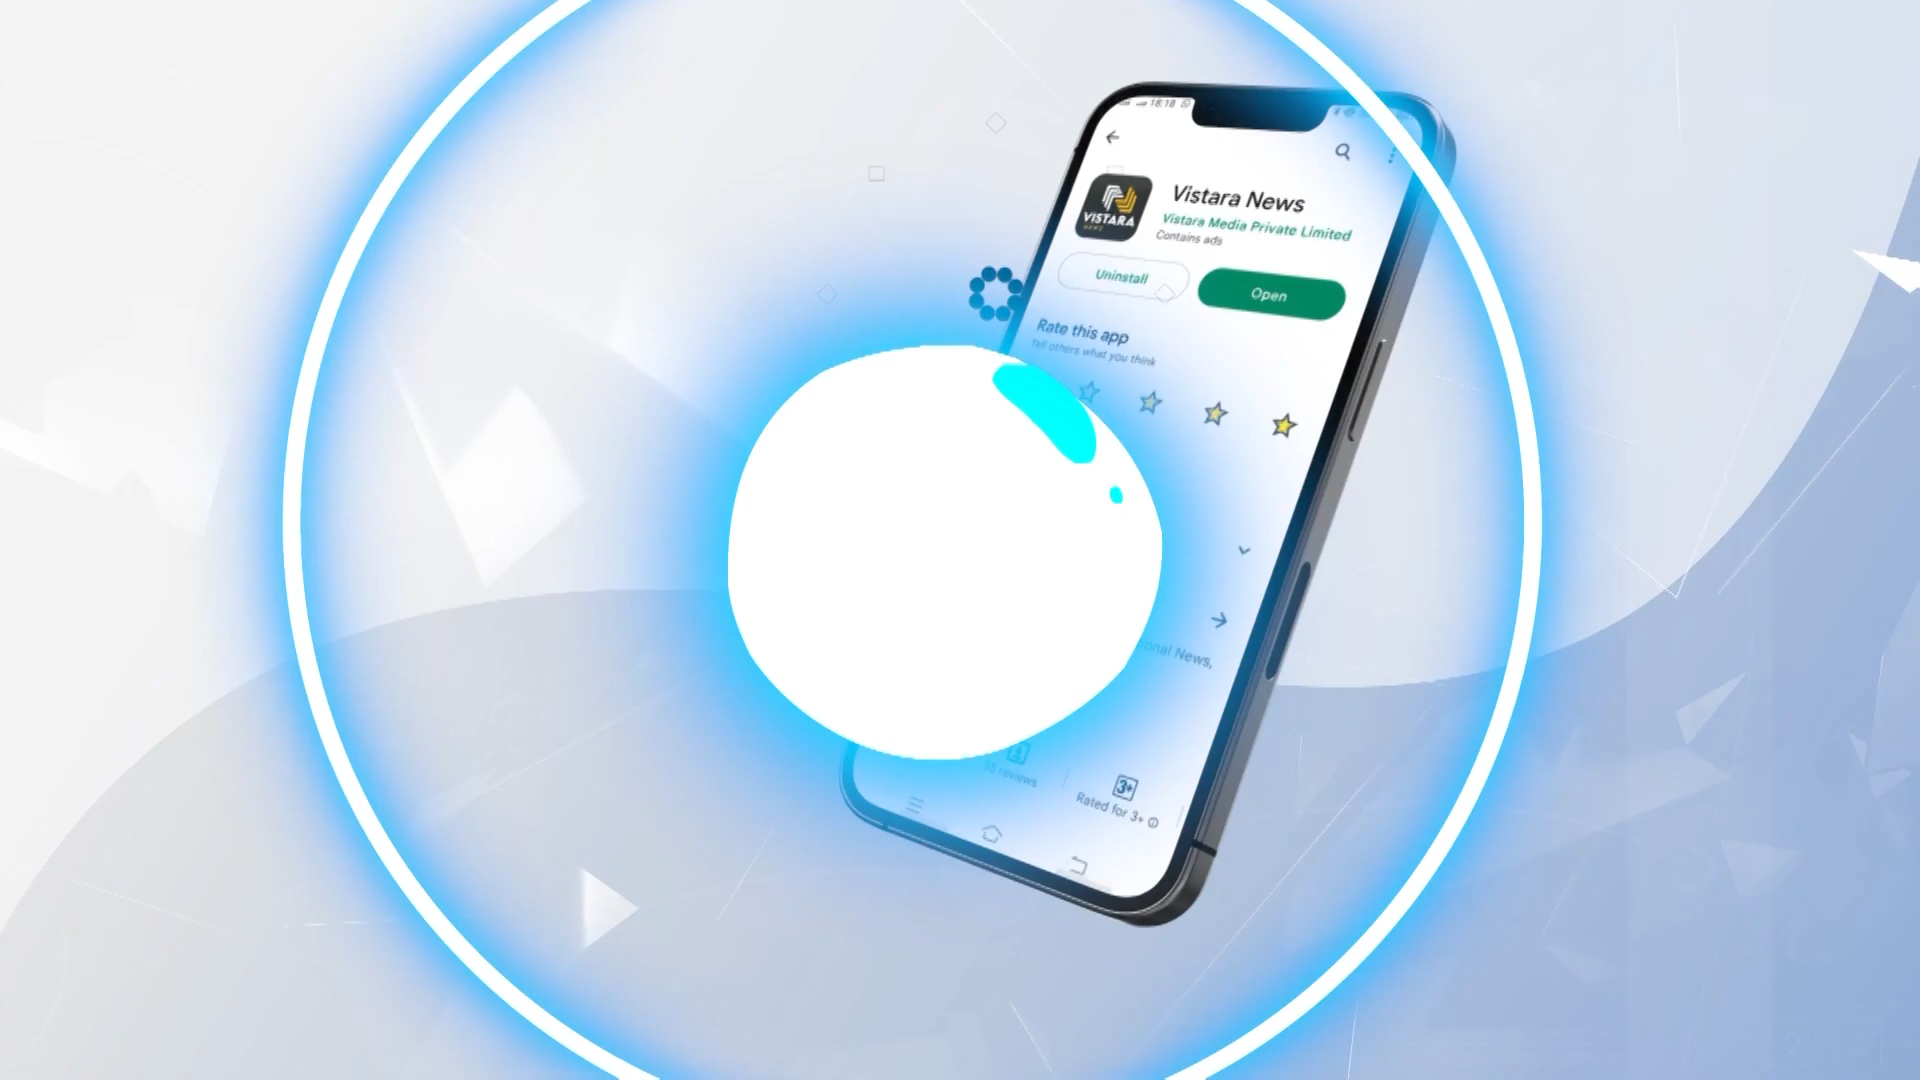 18:18
Vistara News
VISTARA
NEWS
Vistara Media Private Limited
Contains ads
Uninstall
Open
Rate this app
Tell others what you think
onal News,
reviews
3+
Rated for 3+